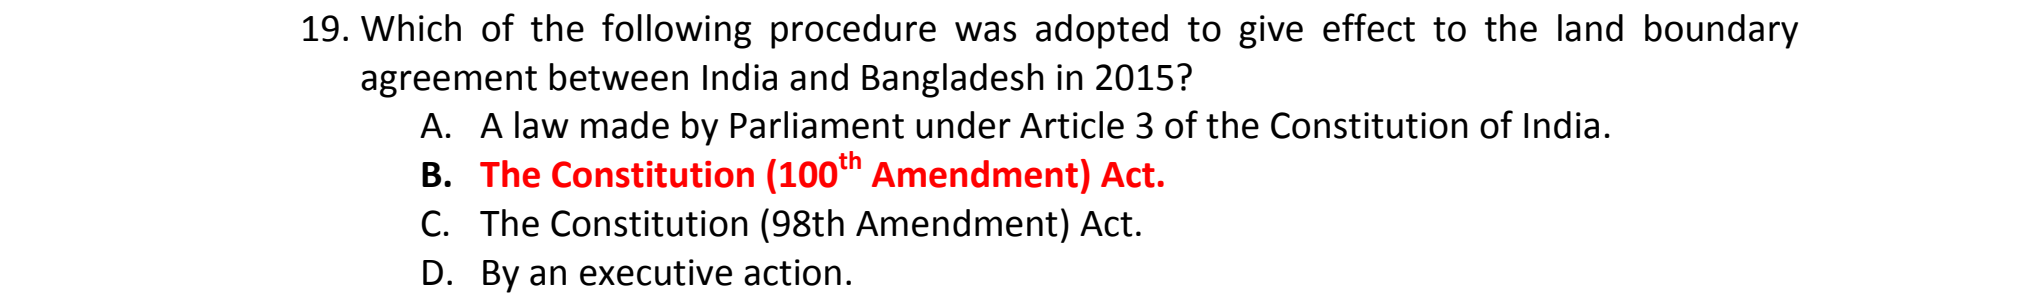 19. Which of the following procedure was adopted to give effect to the land boundary
agreement between India and Bangladesh in 2015?
A. A law made by Parliament under Article 3 of the Constitution of India.
B. The Constitution (100th Amendment) Act.
C. The Constitution (98th Amendment) Act.
D. By an executive action.